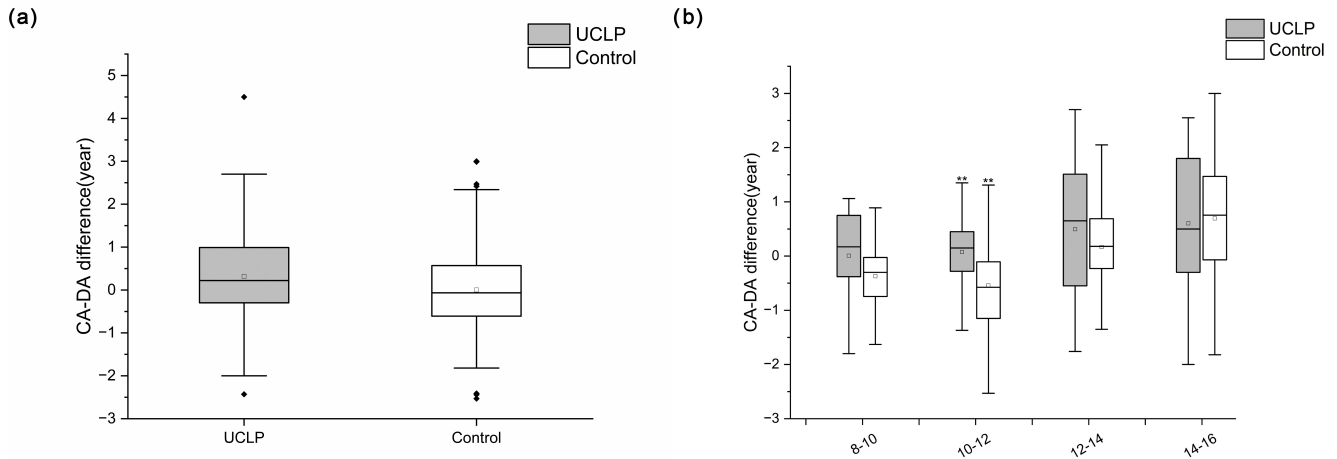 (a)
UCLP
Control
CA-DA difference(year)
5
4
3
2
1
0
−1
−2
−3
UCLP
Control
(b)
UCLP
Control
CA-DA difference(year)
3
2
1
0
−1
−2
−3
**
**
8-10
10-12
12-14
14-16